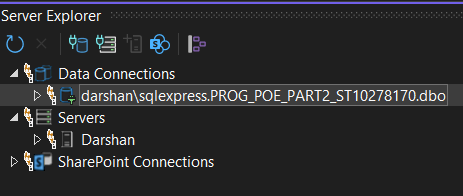 Server Explorer
Data Connections
darshan\sqlexpress.PROG_POE_PART2_ST10278170.dbo
Servers
Darshan
SharePoint Connections